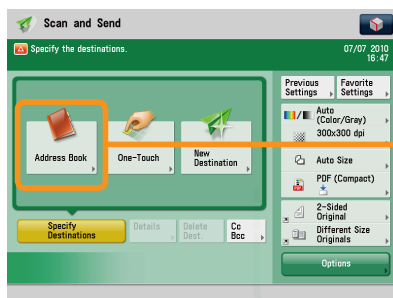 Scan and Send
Specify the destinations.
07/07 2010
16:47
Previous
Settings
Favorite
Settings
Address Book
One-Touch
New
Destination
Auto
(Color/Gray)
300x300 dpi
Auto Size
PDF (Compact)
2-Sided
Original
Different Size
Originals
Specify
Destinations
Details
Delete
Dest.
Cc
Bcc
Options